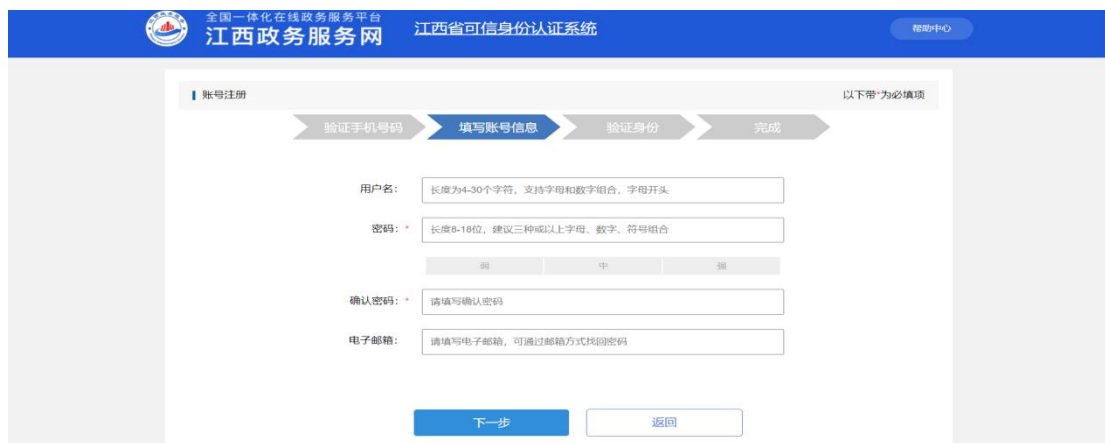 全国一体化在线政务服务平台
江西政务服务网 江西省可信身份认证系统 帮助中心
账号注册 以下带*为必填项
验证手机号码 填写账号信息 验证身份 完成
用户名： 长度为4-30个字符，支持字母和数字组合，字母开头
密码：* 长度8-18位，建议三种或以上字母、数字、符号组合
弱 中 强
确认密码：* 请填写确认密码
电子邮箱： 请填写电子邮箱，可通过邮箱方式找回密码
下一步 返回